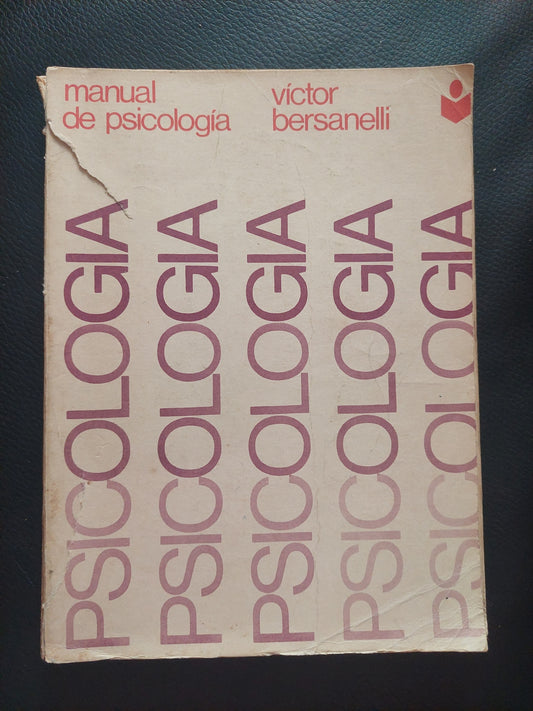 manual
de psicología
víctor
bersanelli
PSICOLOGIA
PSICOLOGIA
PSICOLOGIA
PSICOLOGIA
PSICOLOGIA